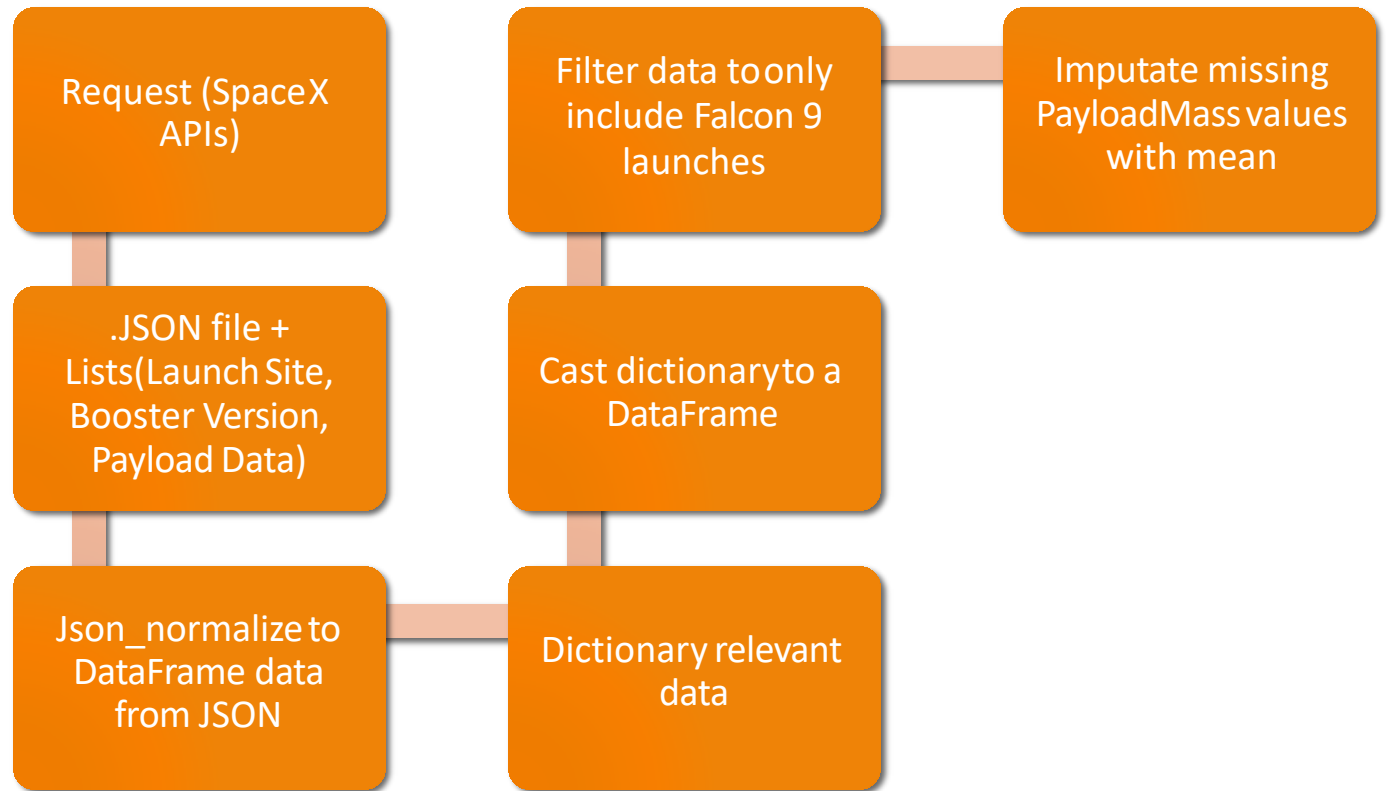 Request (SpaceX
APIs)
.JSON file +
Lists(Launch Site,
Booster Version,
Payload Data)
Json_normalize to
DataFrame data
from JSON
Dictionary relevant
data
Cast dictionary to a
DataFrame
Filter data to only
include Falcon 9
launches
Imputate missing
PayloadMass values
with mean